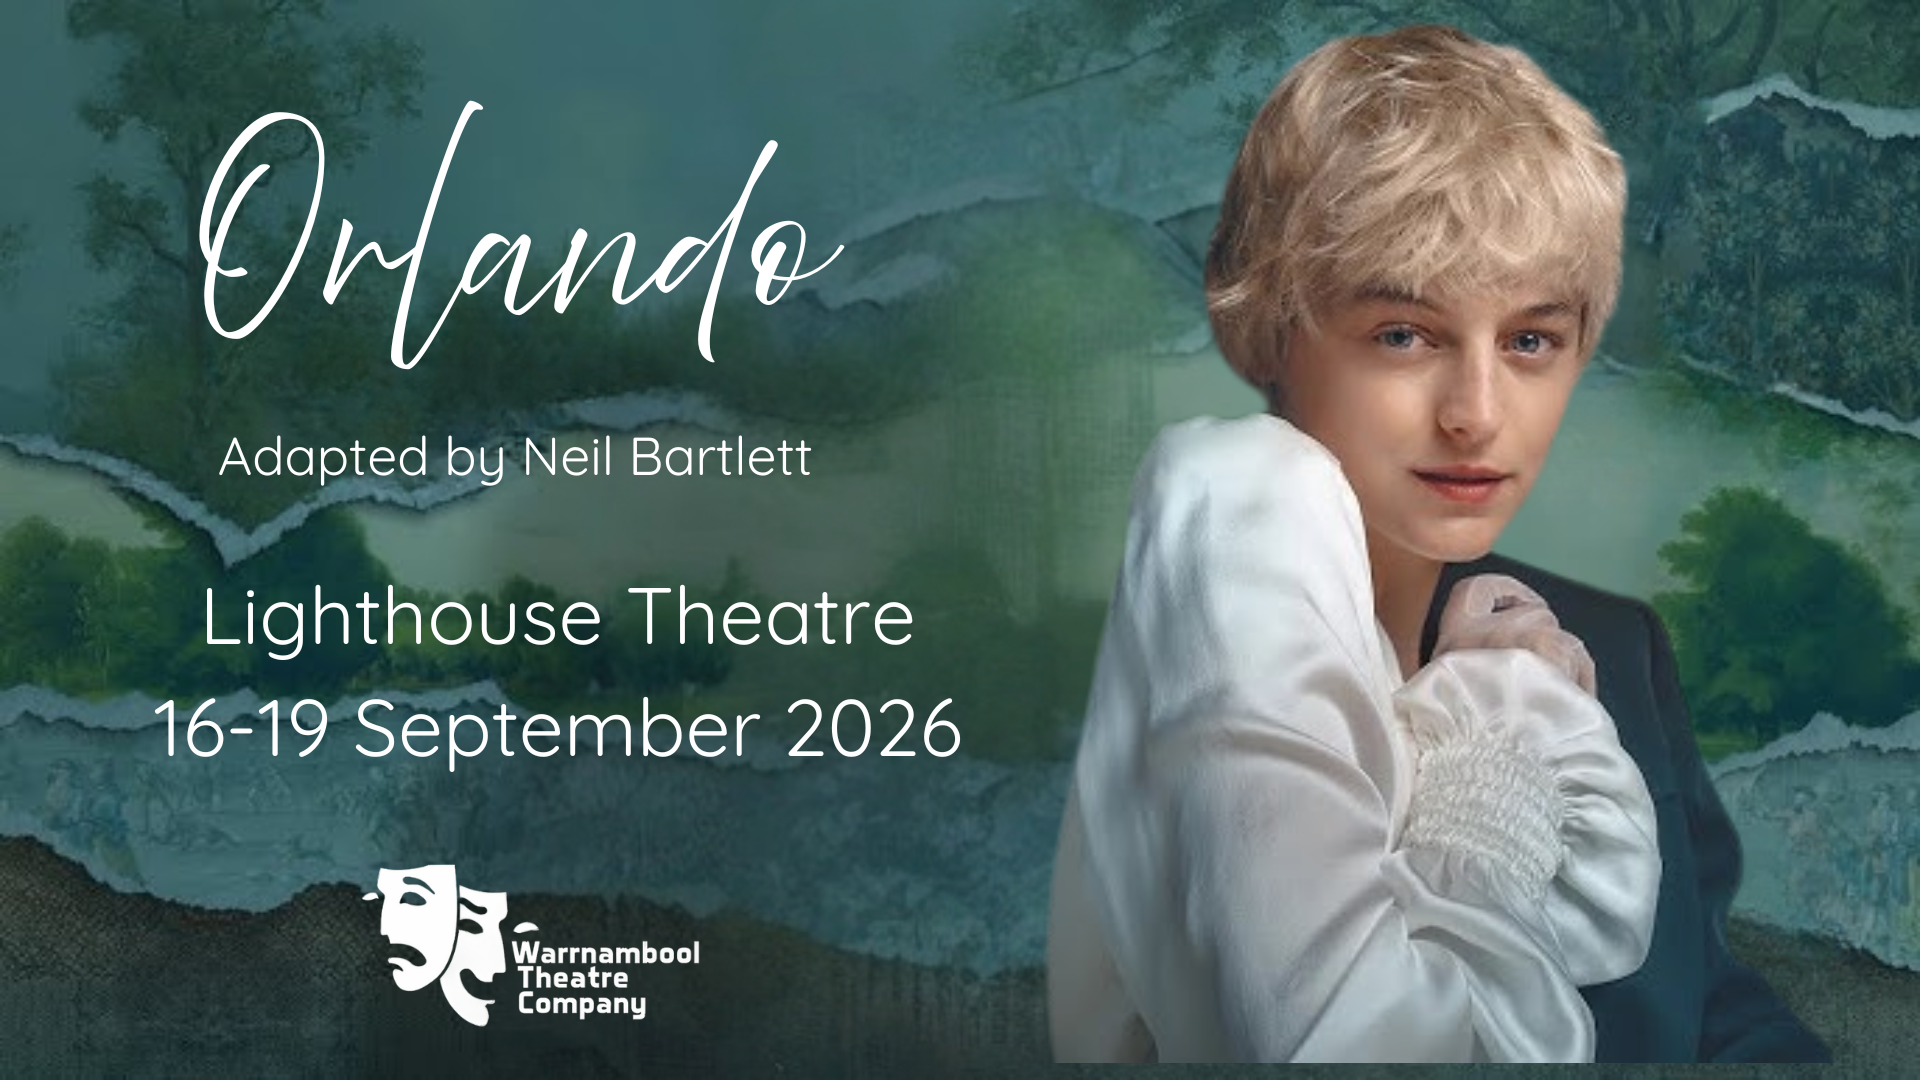 Orlando
Adapted by Neil Bartlett
Lighthouse Theatre
16-19 September 2026
Warrnambool
Theatre
Company